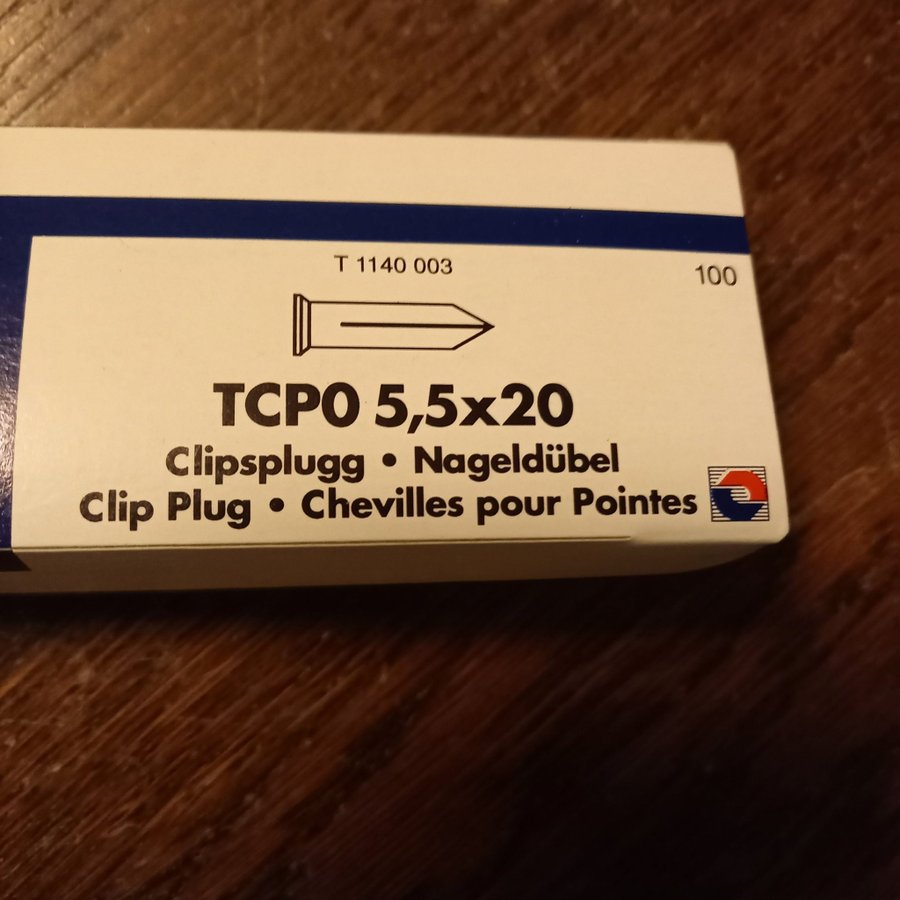 T 1140 003
100
TCP0 5,5x20
Clipsplugg • Nageldübel
Clip Plug • Chevilles pour Pointes